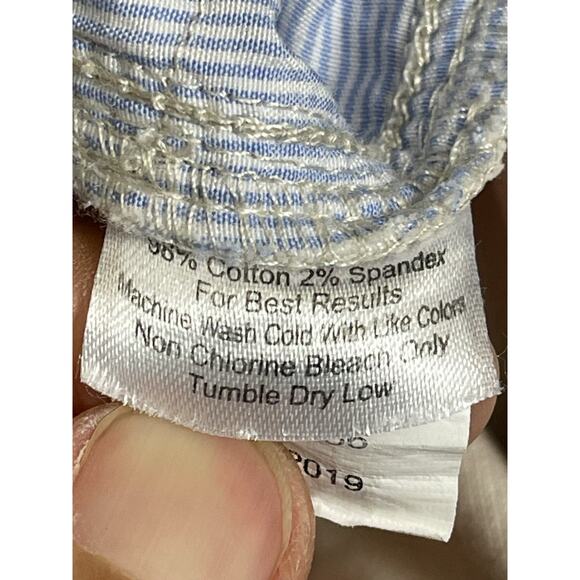 98% Cotton 2% Spandex
For Best Results
Machine Wash Cold With Like Colors
Non Chlorine Bleach Only
Tumble Dry Low
2019